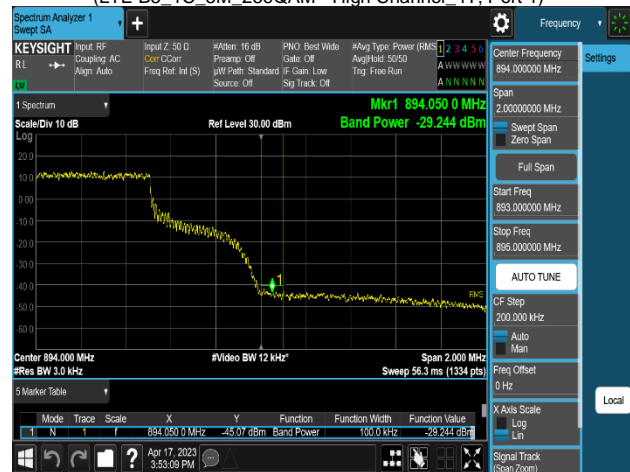 (LTE B5_1C_5M_256QAM - High Channel_1T, Port 1)
Spectrum Analyzer 1
Swept SA
+
Frequency
KEYSIGHT
RL
LW
Input: RF
Coupling: AC
Align: Auto
Input Z: 50 Ω
Corr CCorr
Freq Ref: Int (S)
#Atten: 16 dB
Preamp: Off
µW Path: Standard
Source: Off
PNO: Best Wide
Gate: Off
IF Gain: Low
Sig Track: Off
#Avg Type: Power (RMS
Avg|Hold: 50/50
Trig: Free Run
1 2 3 4 5 6
A W W W W W
A N N N N N
1 Spectrum
Scale/Div 10 dB
Log
Ref Level 30.00 dBm
Mkr1 894.050 0 MHz
Band Power -29.244 dBm
20.0
10.0
0.00
-10.0
-20.0
-30.0
-40.0
-50.0
-60.0
1
RMS
Center 894.000 MHz
#Video BW 12 kHz*
Span 2.000 MHz
#Res BW 3.0 kHz
Sweep 56.3 ms (1334 pts)
5 Marker Table
Mode Trace Scale X Y Function Function Width Function Value
1 N 1 f 894.050 0 MHz -45.07 dBm Band Power 100.0 kHz -29.244 dBm
?
Apr 17, 2023
3:53:09 PM
Center Frequency
894.000000 MHz
Span
2.00000000 MHz
Swept Span
Zero Span
Full Span
Start Freq
893.000000 MHz
Stop Freq
895.000000 MHz
AUTO TUNE
CF Step
200.000 kHz
Auto
Man
Freq Offset
0 Hz
X Axis Scale
Log
Lin
Signal Track
(Span Zoom)
Settings
Local